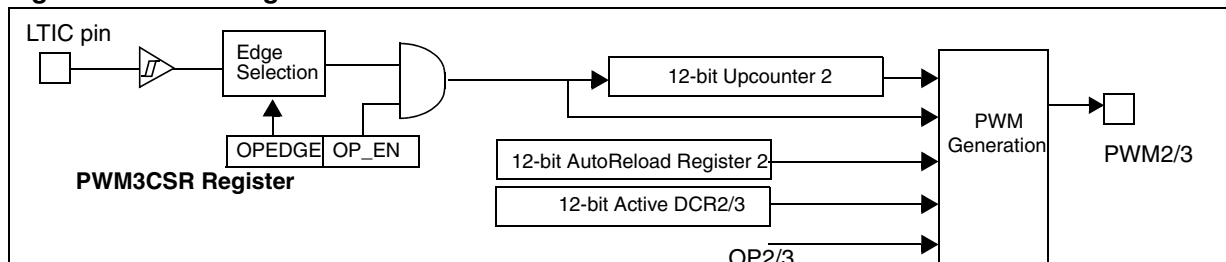 LTIC pin
Edge
Selection
12-bit Upcounter 2
PWM
Generation
OPEDGE OP_EN
12-bit AutoReload Register 2
PWM2/3
PWM3CSR Register
12-bit Active DCR2/3
OP2/3